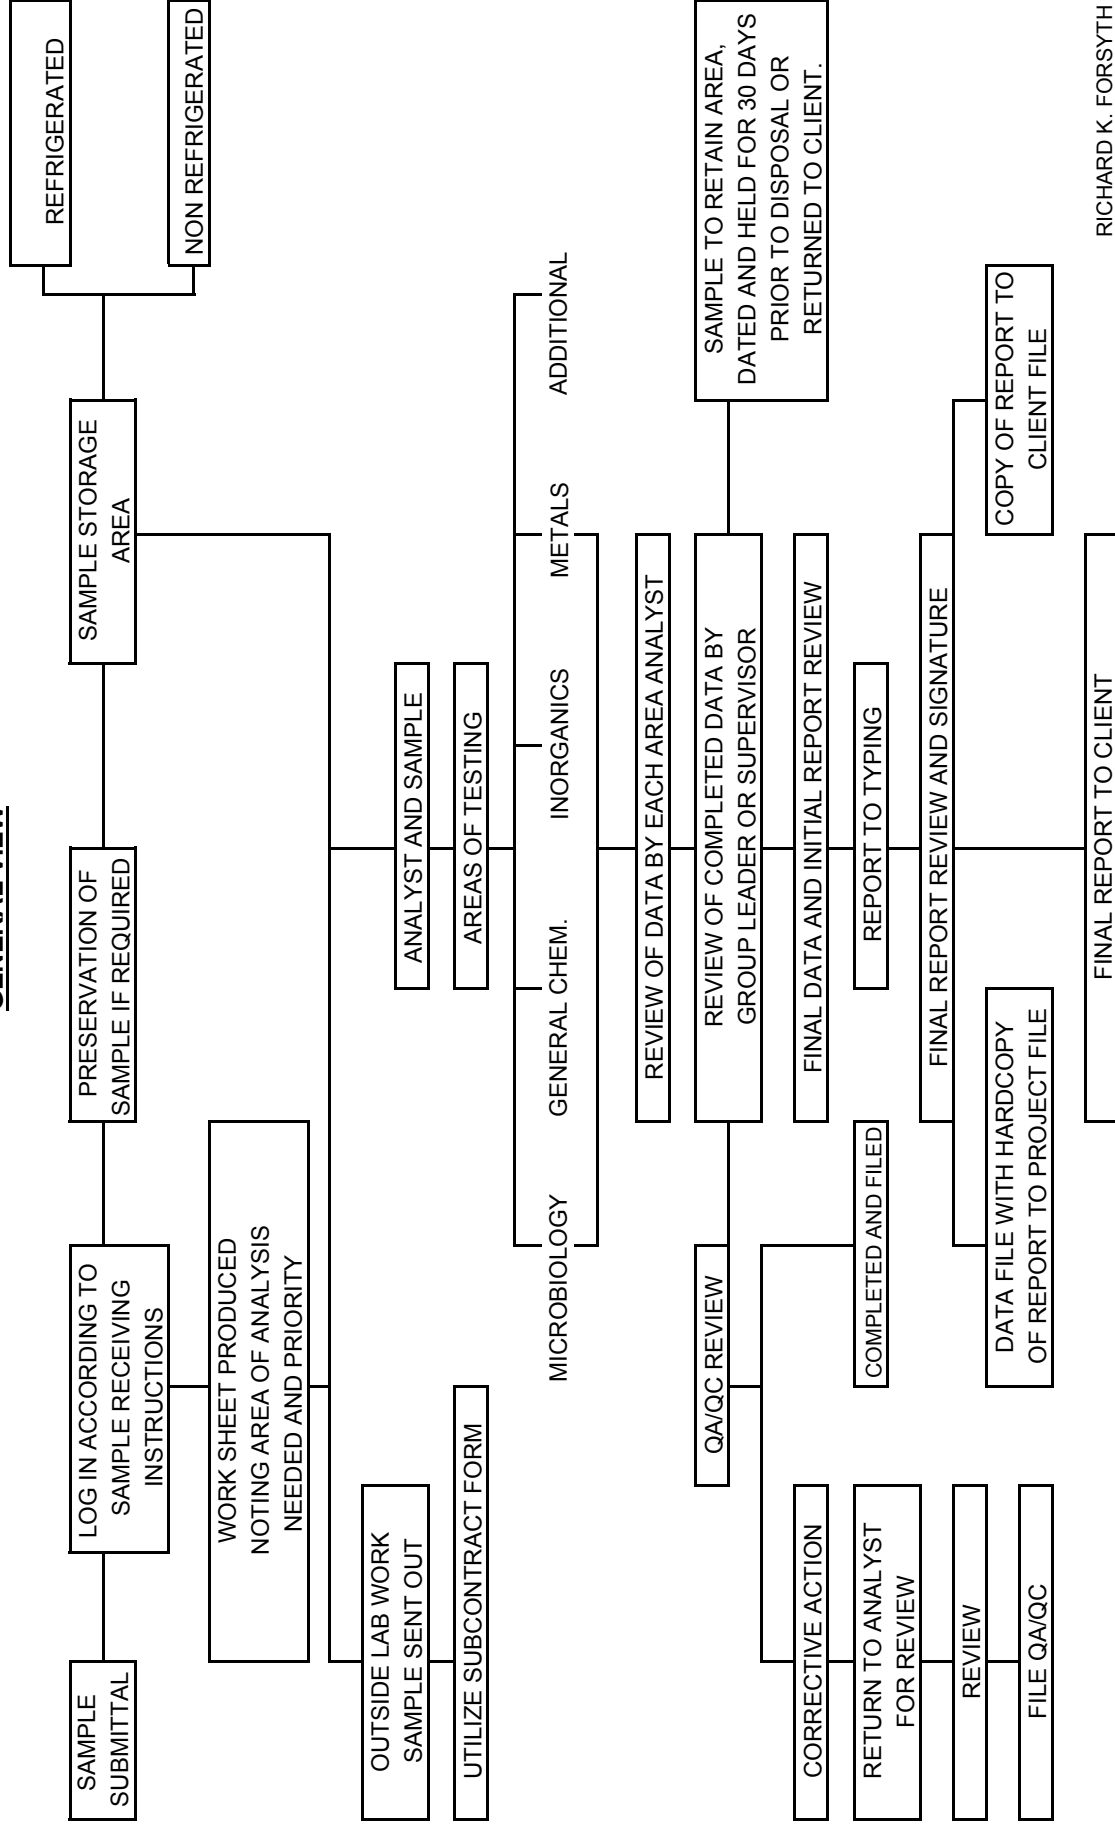 GENERAL VIEW
SAMPLE
SUBMITTAL
LOG IN ACCORDING TO
SAMPLE RECEIVING
INSTRUCTIONS
PRESERVATION OF
SAMPLE IF REQUIRED
SAMPLE STORAGE
AREA
REFRIGERATED
NON REFRIGERATED
WORK SHEET PRODUCED
NOTING AREA OF ANALYSIS
NEEDED AND PRIORITY
OUTSIDE LAB WORK
SAMPLE SENT OUT
UTILIZE SUBCONTRACT FORM
ANALYST AND SAMPLE
AREAS OF TESTING
MICROBIOLOGY
GENERAL CHEM.
INORGANICS
METALS
ADDITIONAL
REVIEW OF DATA BY EACH AREA ANALYST
QA/QC REVIEW
REVIEW OF COMPLETED DATA BY
GROUP LEADER OR SUPERVISOR
SAMPLE TO RETAIN AREA,
DATED AND HELD FOR 30 DAYS
PRIOR TO DISPOSAL OR
RETURNED TO CLIENT.
CORRECTIVE ACTION
FINAL DATA AND INITIAL REPORT REVIEW
RETURN TO ANALYST
FOR REVIEW
COMPLETED AND FILED
REPORT TO TYPING
REVIEW
FINAL REPORT REVIEW AND SIGNATURE
FILE QA/QC
DATA FILE WITH HARDCOPY
OF REPORT TO PROJECT FILE
COPY OF REPORT TO
CLIENT FILE
FINAL REPORT TO CLIENT
RICHARD K. FORSYTH